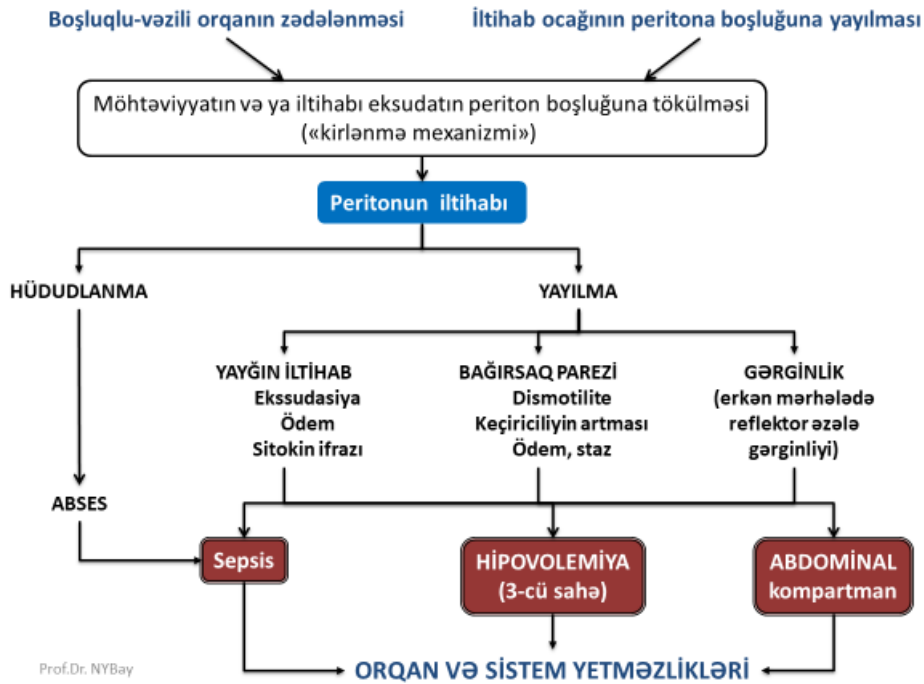 Boşluqlu-vəzili orqanın zədələnməsi
İltihab ocağının peritona boşluğuna yayılması
Möhtəviyyatın və ya iltihabı eksudatın periton boşluğuna tökülməsi
(«kirlənmə mexanizmi»)
Peritonun iltihabı
HÜDUDLANMA
YAYILMA
YAYĞIN İLTİHAB
Ekssudasiya
Ödem
Sitokin ifrazı
BAĞIRSAQ PAREZİ
Dismotilite
Keçiriciliyin artması
Ödem, staz
GƏRGİNLİK
(erkən mərhələdə
reflektor əzələ
gərginliyi)
ABSES
Sepsis
HİPOVOLEMİYA
(3-cü sahə)
ABDOMİNAL
kompartman
ORQAN VƏ SİSTEM YETMƏZLİKLƏRİ
Prof.Dr. NYBay